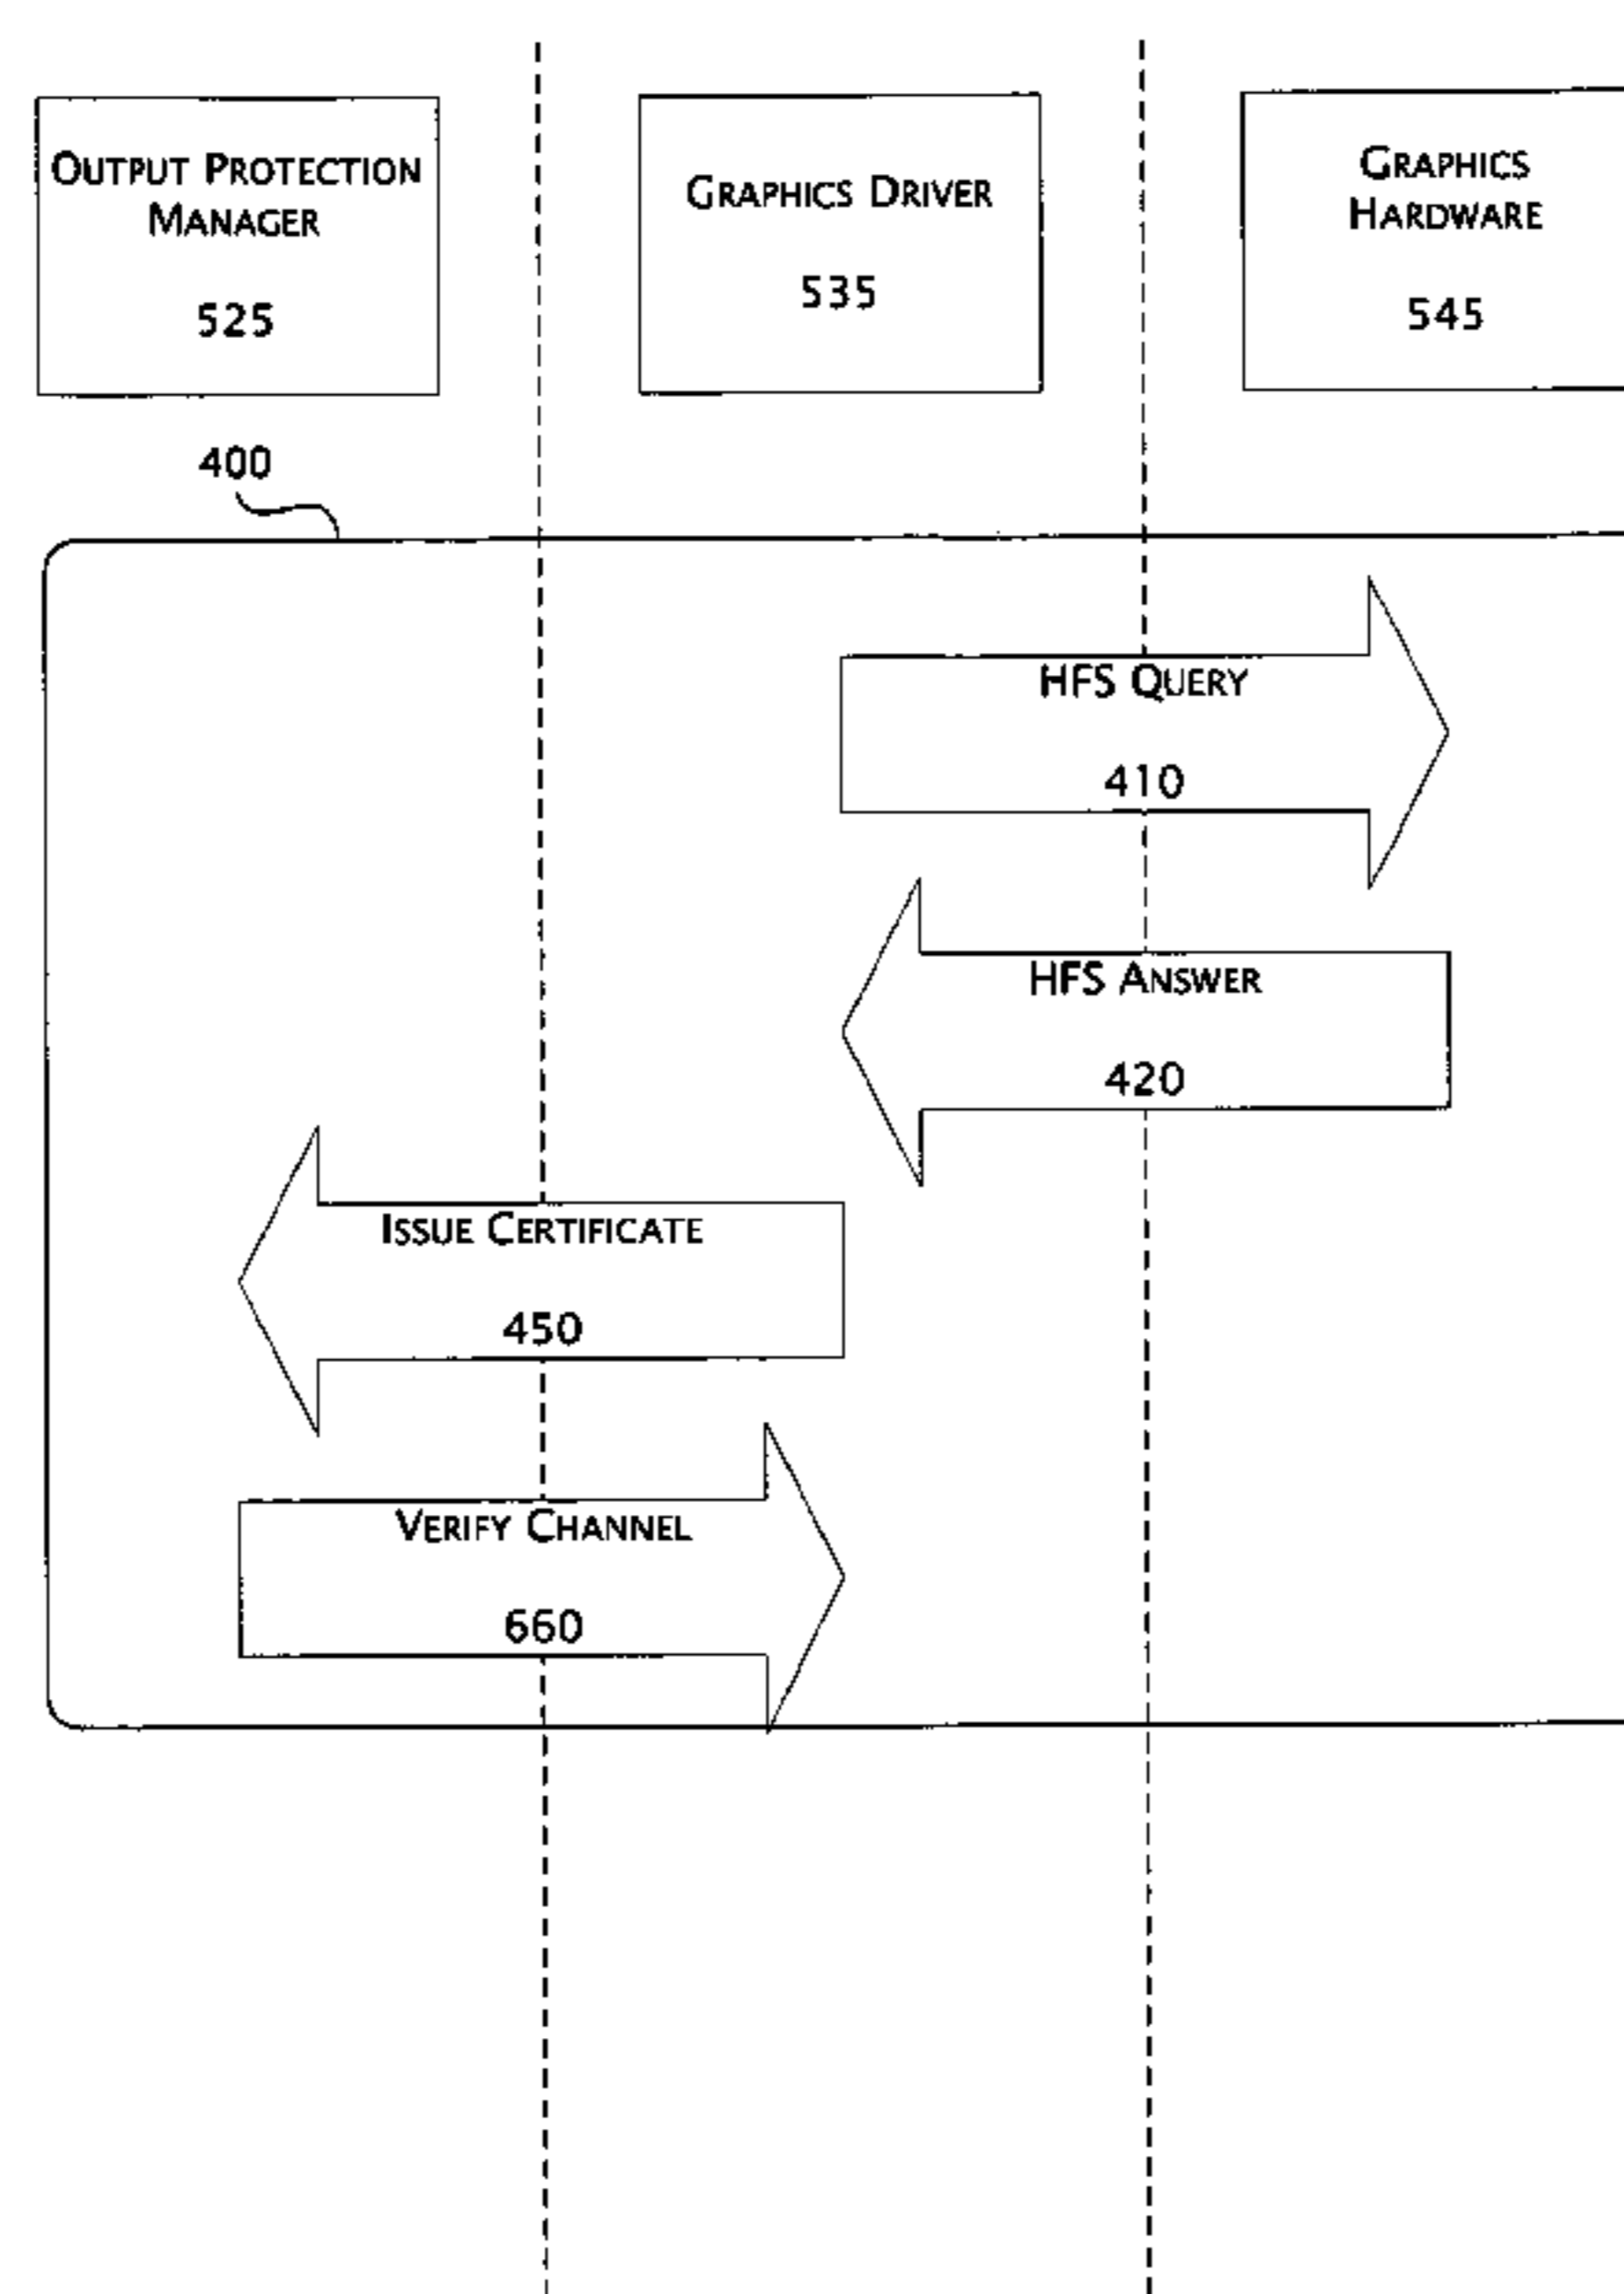 OUTPUT PROTECTION
MANAGER
525
GRAPHICS DRIVER
535
GRAPHICS
HARDWARE
545
400
HFS QUERY
410
HFS ANSWER
420
ISSUE CERTIFICATE
450
VERIFY CHANNEL
660